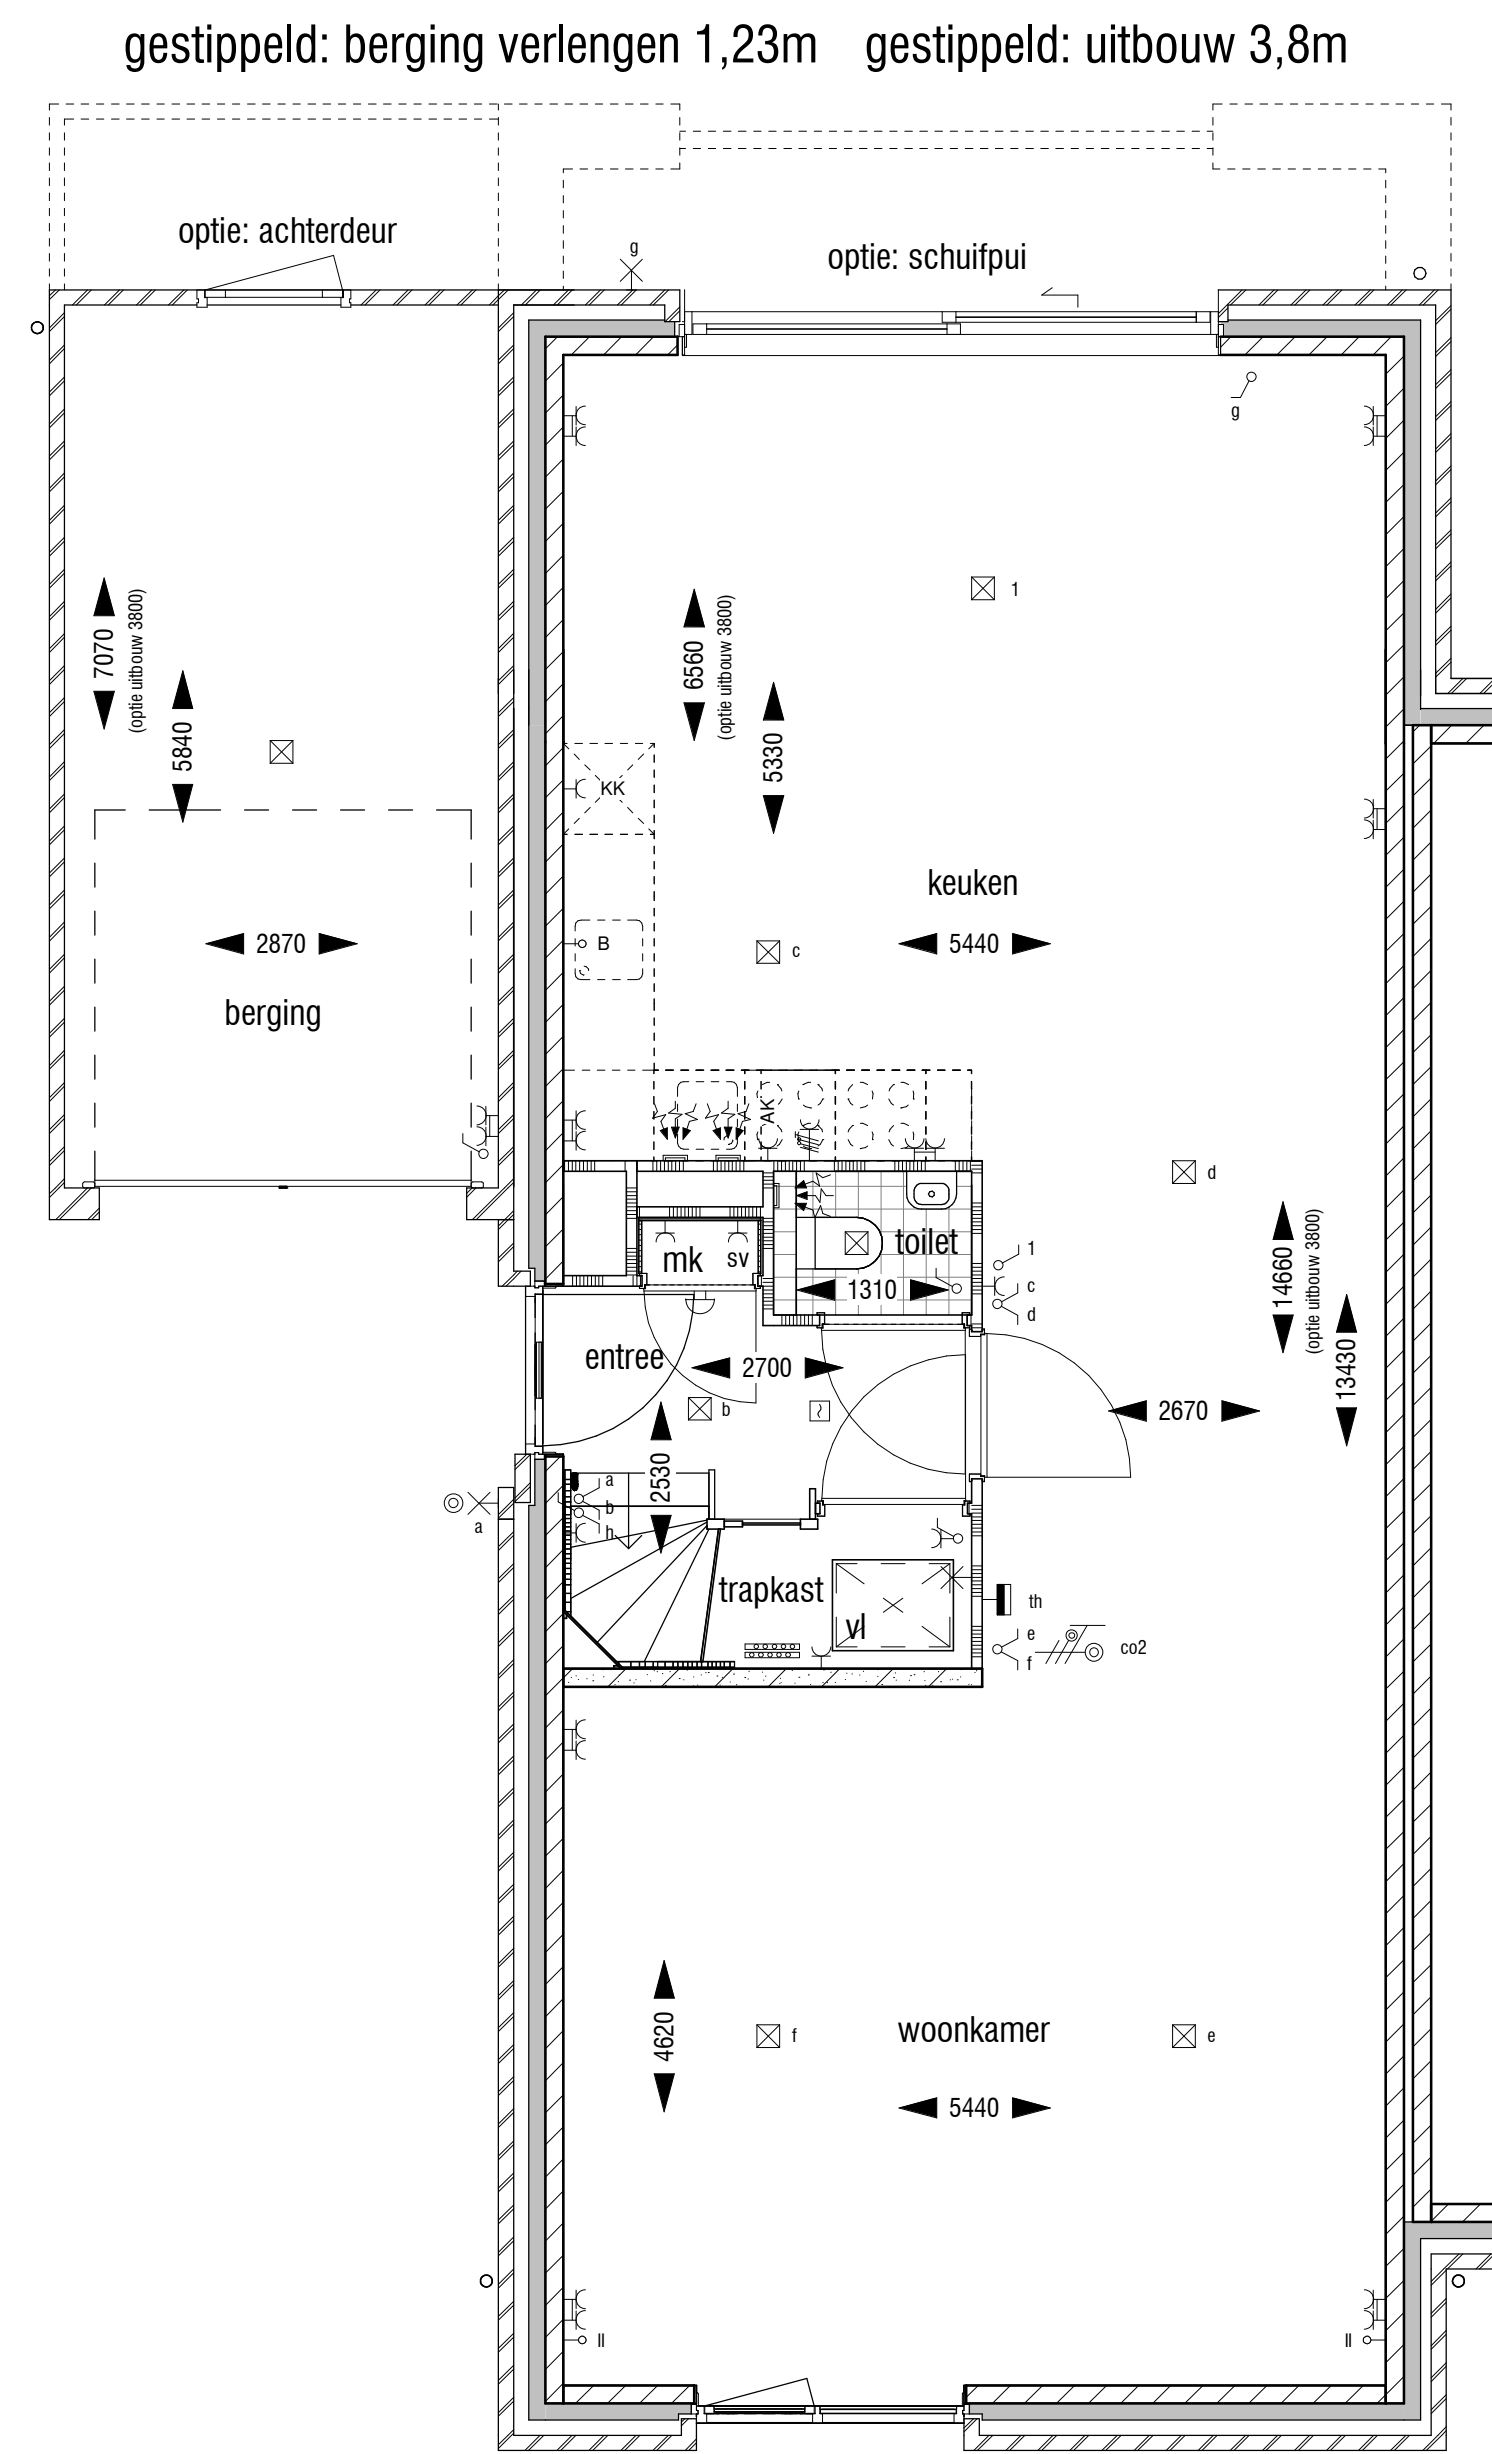 gestippeld: berging verlengen 1,23m gestippeld: uitbouw 3,8m
optie: achterdeur
g
optie: schuifpui
g
1
7070
(optie uitbouw 3800)
5840
6560
(optie uitbouw 3800)
5330
KK
keuken
B
c
2870
5440
berging
AK
d
toilet
mk
sv
1
c
d
1310
14660
(optie uitbouw 3800)
13430
entree
2700
b
2670
2530
a
b
h
a
trapkast
vl
th
e
f
co2
4620
f
woonkamer
e
5440
ll
ll